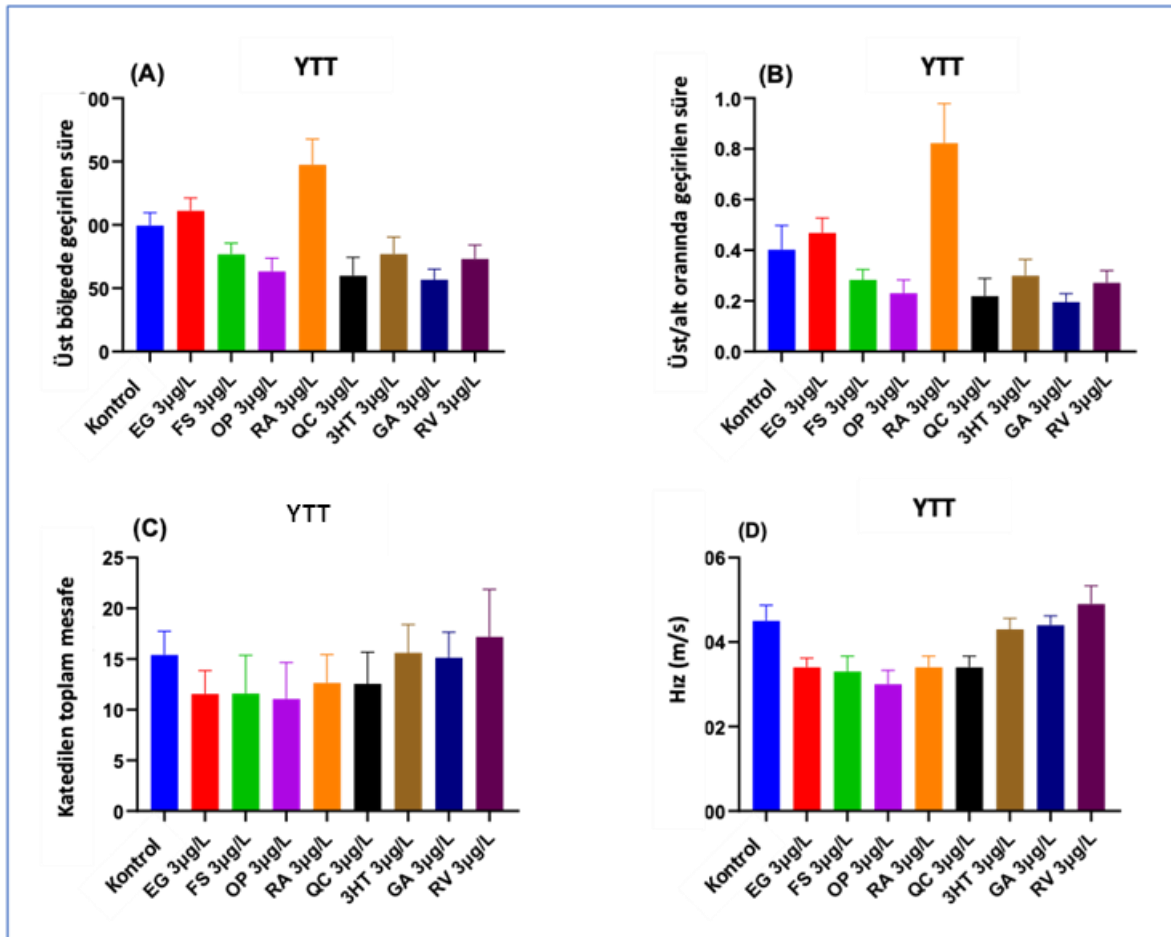 (A)
YTT
Üst bölgede geçirilen süre
00
50
00
50
0
Kontrol
EG 3µg/L
FS 3µg/L
OP 3µg/L
RA 3µg/L
QC 3µg/L
3HT 3µg/L
GA 3µg/L
RV 3µg/L
(B)
YTT
Üst/alt oranında geçirilen süre
1.0
0.8
0.6
0.4
0.2
0.0
Kontrol
EG 3µg/L
FS 3µg/L
OP 3µg/L
RA 3µg/L
QC 3µg/L
3HT 3µg/L
GA 3µg/L
RV 3µg/L
(C)
YTT
Katedilen toplam mesafe
25
20
15
10
5
0
Kontrol
EG 3µg/L
FS 3µg/L
OP 3µg/L
RA 3µg/L
QC 3µg/L
3HT 3µg/L
GA 3µg/L
RV 3µg/L
(D)
YTT
Hız (m/s)
06
04
02
00
Kontrol
EG 3µg/L
FS 3µg/L
OP 3µg/L
RA 3µg/L
QC 3µg/L
3HT 3µg/L
GA 3µg/L
RV 3µg/L